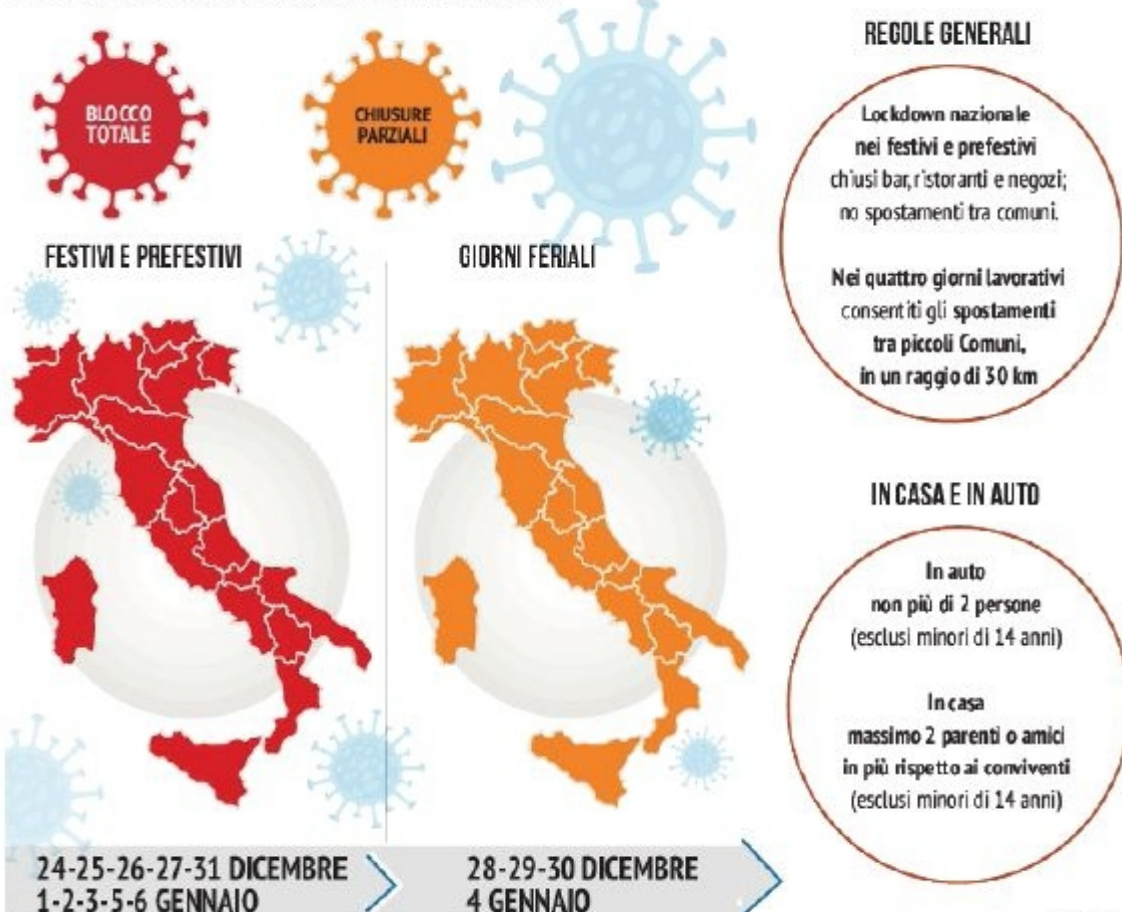 BLOCCO
TOTALE
CHIUSURE
PARZIALI
FESTIVI E PREFESTIVI
GIORNI FERIALI
24-25-26-27-31 DICEMBRE
1-2-3-5-6 GENNAIO
28-29-30 DICEMBRE
4 GENNAIO
REGOLE GENERALI
Lockdown nazionale
nei festivi e prefestivi
chiusi bar, ristoranti e negozi;
no spostamenti tra comuni.
Nei quattro giorni lavorativi
consentiti gli spostamenti
tra piccoli Comuni,
in un raggio di 30 km
IN CASA E IN AUTO
In auto
non più di 2 persone
(esclusi minori di 14 anni)
In casa
massimo 2 parenti o amici
in più rispetto ai conviventi
(esclusi minori di 14 anni)